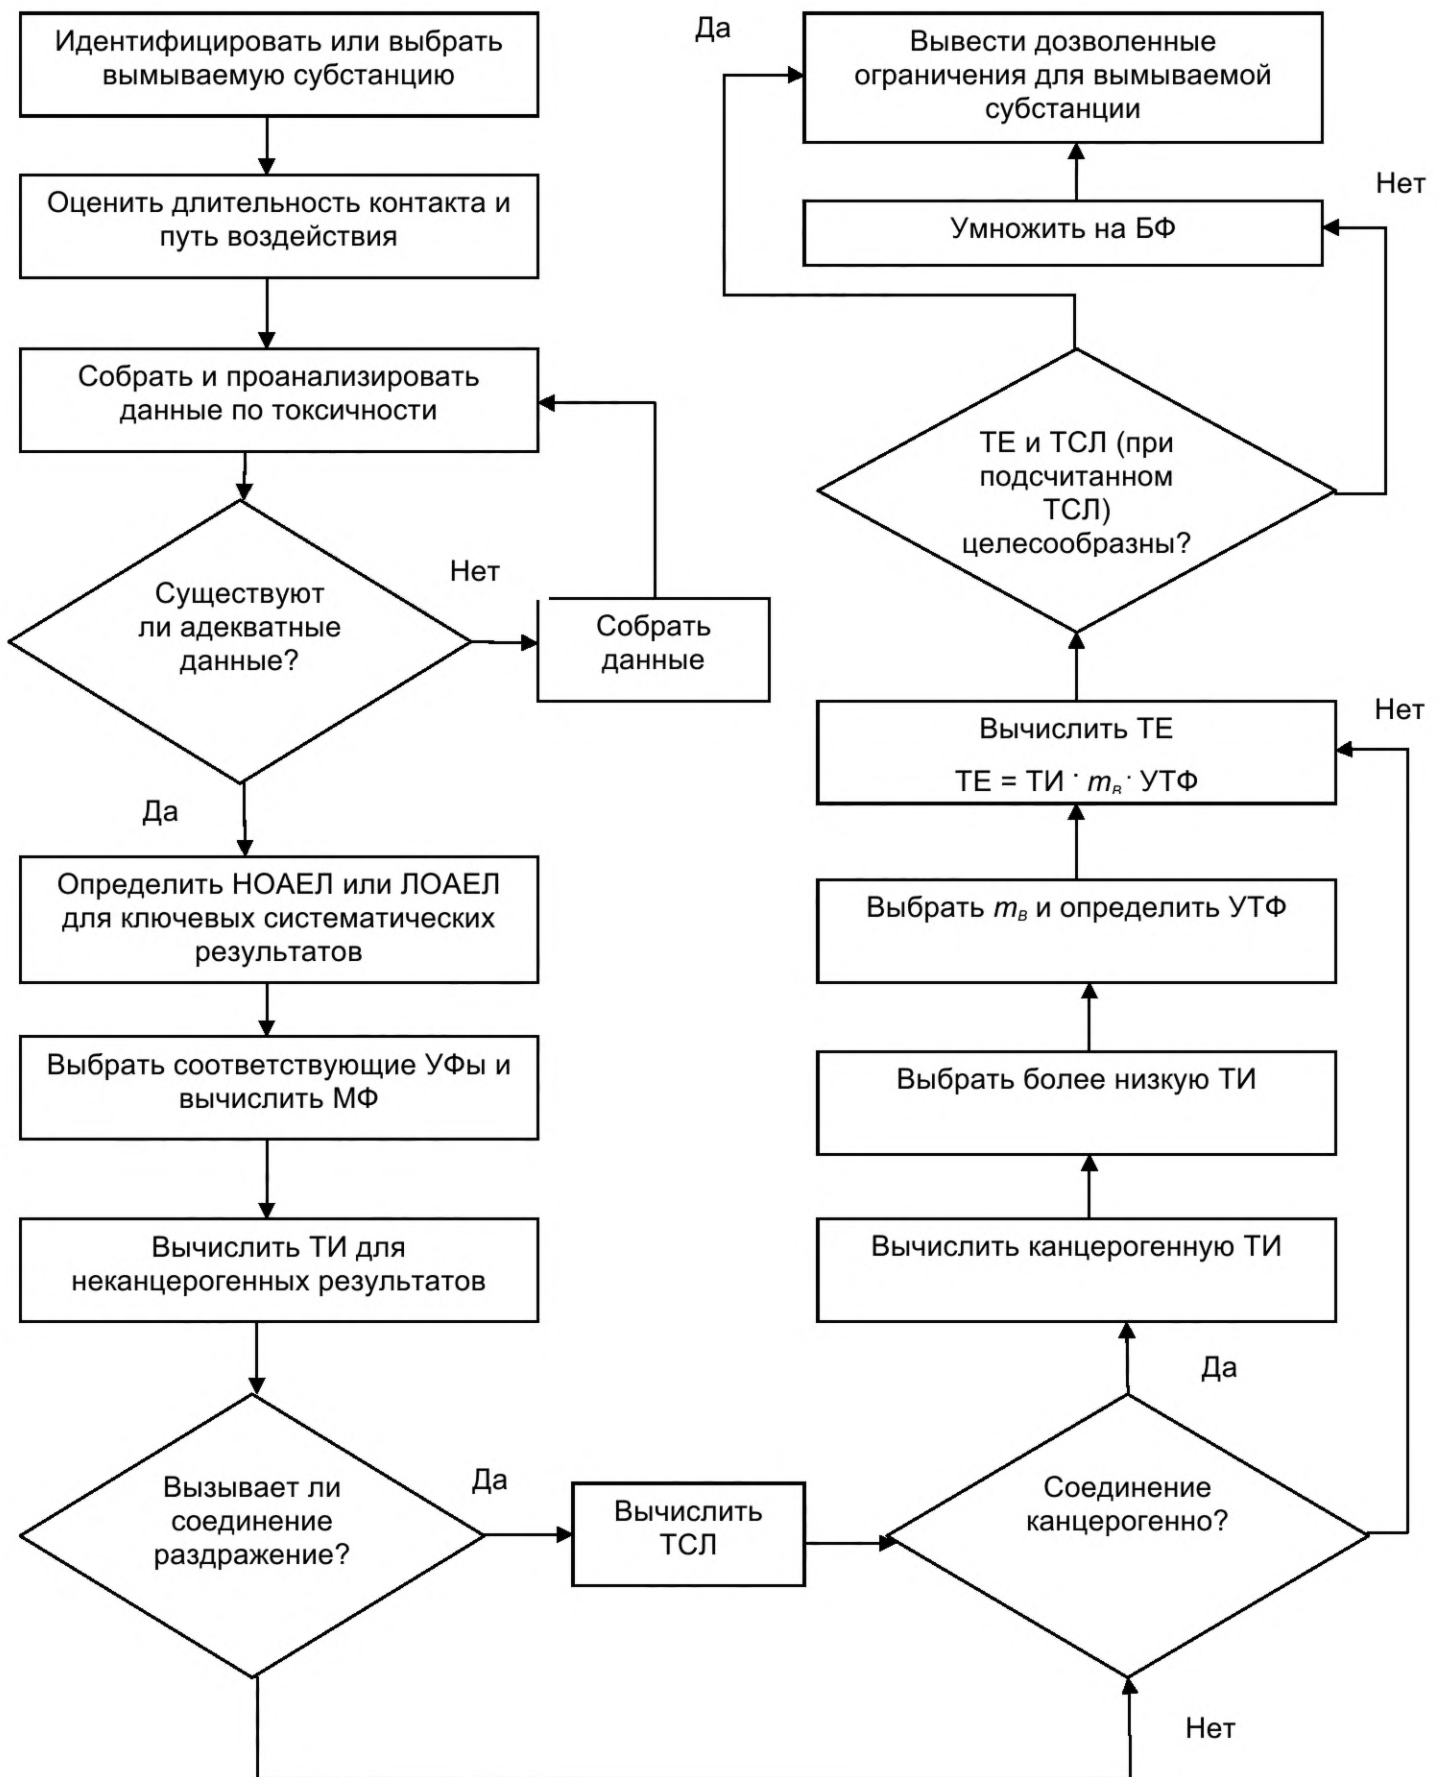 Идентифицировать или выбрать
вымываемую субстанцию
Оценить длительность контакта и
путь воздействия
Собрать и проанализировать
данные по токсичности
Существуют
ли адекватные
данные?
Нет
Собрать
данные
Да
Определить НОАЕЛ или ЛОАЕЛ
для ключевых систематических
результатов
Выбрать соответствующие УФы и
вычислить МФ
Вычислить ТИ для
неканцерогенных результатов
Вызывает ли
соединение
раздражение?
Да
Вычислить
ТСЛ
Соединение
канцерогенно?
Нет
Да
Вычислить канцерогенную ТИ
Выбрать более низкую ТИ
Выбрать mв и определить УТФ
Вычислить ТЕ
ТЕ = ТИ · mв · УТФ
Нет
ТЕ и ТСЛ (при
подсчитанном
ТСЛ)
целесообразны?
Умножить на БФ
Нет
Да
Вывести дозволенные
ограничения для вымываемой
субстанции